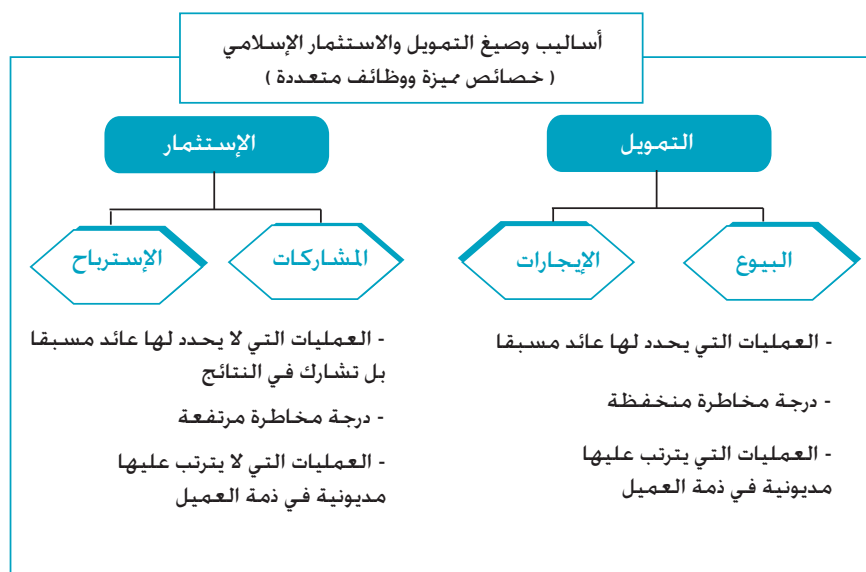 أساليب وصيغ التمويل والاستثمار الإسلامي
( خصائص مميزة ووظائف متعددة )
التمويل
البيوع
الإيجارات
- العمليات التي يحدد لها عائد مسبقا
- درجة مخاطرة منخفظة
- العمليات التي يترتب عليها
مديونية في ذمة العميل
الإستثمار
المشاركات
الإسترباح
- العمليات التي لا يحدد لها عائد مسبقا
بل تشارك في النتائج
- درجة مخاطرة مرتفعة
- العمليات التي لا يترتب عليها
مديونية في ذمة العميل